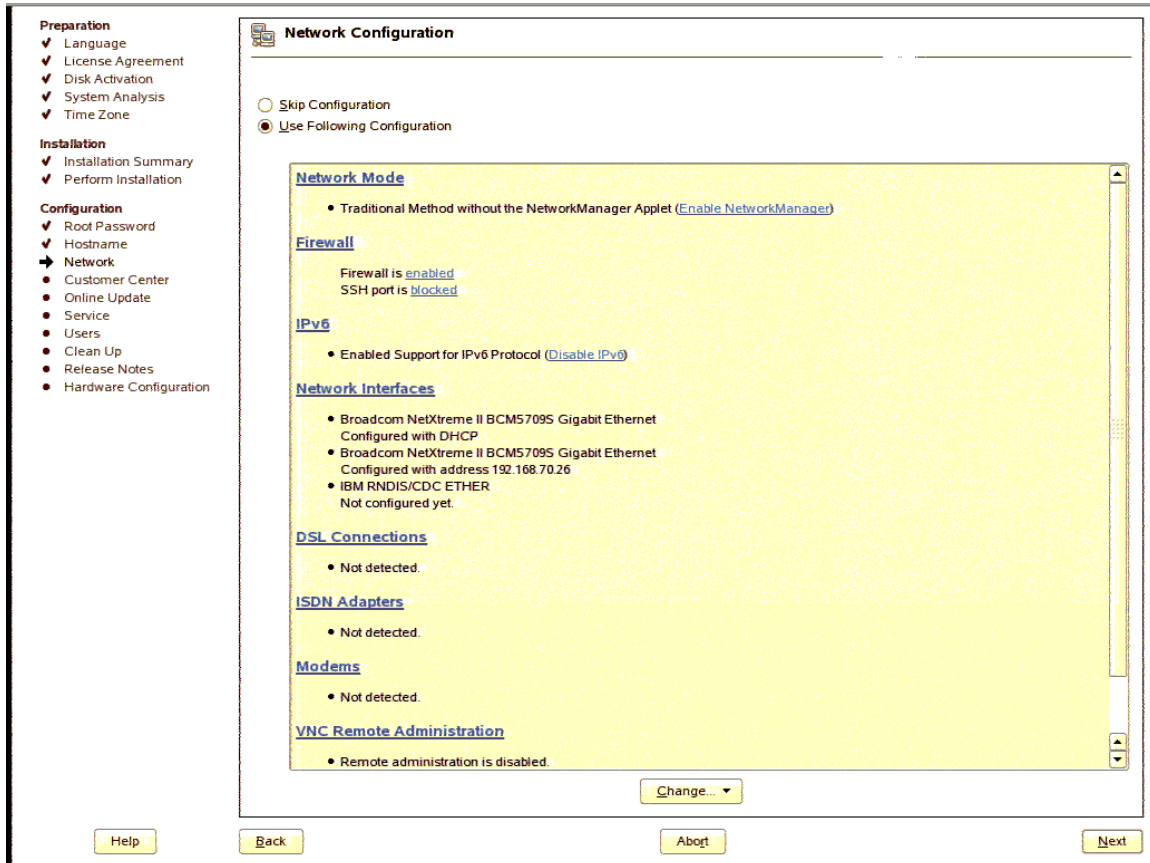 Preparation
Language
License Agreement
Disk Activation
System Analysis
Time Zone
Installation
Installation Summary
Perform Installation
Configuration
Root Password
Hostname
Network
Customer Center
Online Update
Service
Users
Clean Up
Release Notes
Hardware Configuration
Network Configuration
Skip Configuration
Use Following Configuration
Network Mode
Traditional Method without the NetworkManager Applet (Enable NetworkManager)
Firewall
Firewall is enabled
SSH port is blocked
IPv6
Enabled Support for IPv6 Protocol (Disable IPv6)
Network Interfaces
Broadcom NetXtreme II BCM5709S Gigabit Ethernet
Configured with DHCP
Broadcom NetXtreme II BCM5709S Gigabit Ethernet
Configured with address 192.168.70.26
IBM RNDIS/CDC ETHER
Not configured yet.
DSL Connections
Not detected.
ISDN Adapters
Not detected.
Modems
Not detected.
VNC Remote Administration
Remote administration is disabled.
Change...
Help
Back
Abort
Next